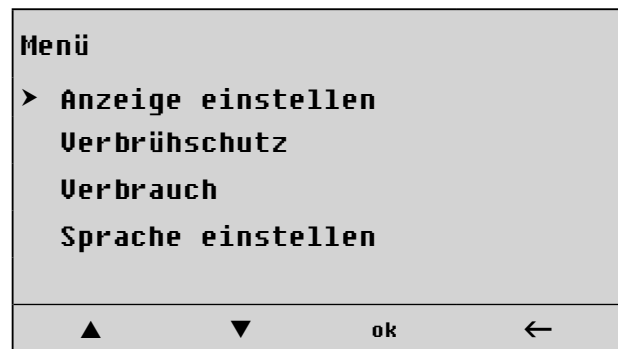 Menü
➤ Anzeige einstellen
Verbrühschutz
Verbrauch
Sprache einstellen
▲ ▼ ok ←